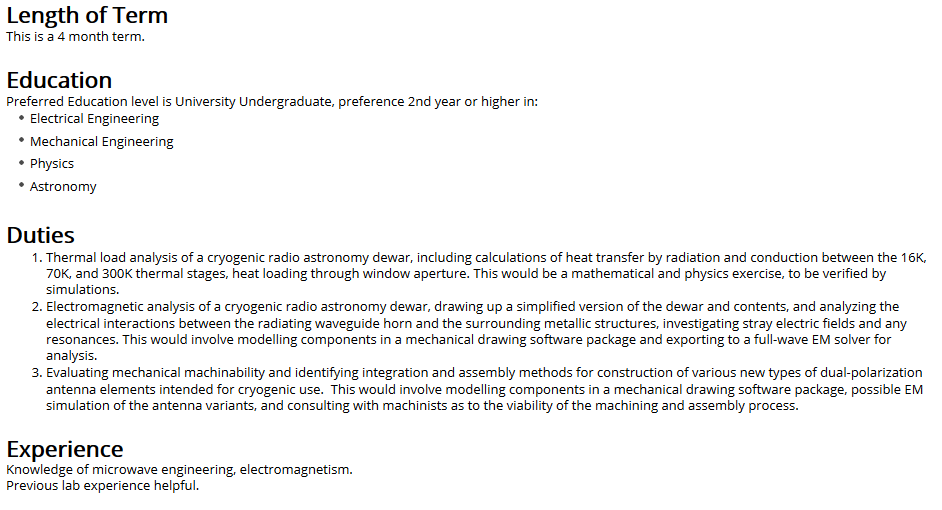 Length of Term
This is a 4 month term.
Education
Preferred Education level is University Undergraduate, preference 2nd year or higher in:
• Electrical Engineering
• Mechanical Engineering
• Physics
• Astronomy
Duties
1. Thermal load analysis of a cryogenic radio astronomy dewar, including calculations of heat transfer by radiation and conduction between the 16K,
70K, and 300K thermal stages, heat loading through window aperture. This would be a mathematical and physics exercise, to be verified by
simulations.
2. Electromagnetic analysis of a cryogenic radio astronomy dewar, drawing up a simplified version of the dewar and contents, and analyzing the
electrical interactions between the radiating waveguide horn and the surrounding metallic structures, investigating stray electric fields and any
resonances. This would involve modelling components in a mechanical drawing software package and exporting to a full-wave EM solver for
analysis.
3. Evaluating mechanical machinability and identifying integration and assembly methods for construction of various new types of dual-polarization
antenna elements intended for cryogenic use.  This would involve modelling components in a mechanical drawing software package, possible EM
simulation of the antenna variants, and consulting with machinists as to the viability of the machining and assembly process.
Experience
Knowledge of microwave engineering, electromagnetism.
Previous lab experience helpful.